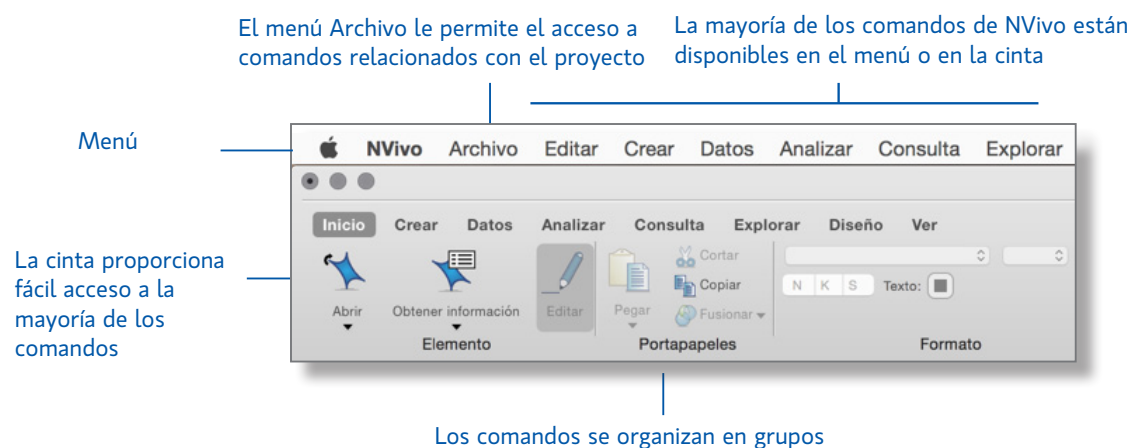 El menú Archivo le permite el acceso a
comandos relacionados con el proyecto
La mayoría de los comandos de NVivo están
disponibles en el menú o en la cinta
Menú
NVivo Archivo Editar Crear Datos Analizar Consulta Explorar
Inicio Crear Datos Analizar Consulta Explorar Diseño Ver
La cinta proporciona
fácil acceso a la
mayoría de los
comandos
Abrir Obtener información Editar Pegar
Cortar
Copiar
Fusionar
N K S Texto:
Elemento Portapapeles Formato
Los comandos se organizan en grupos